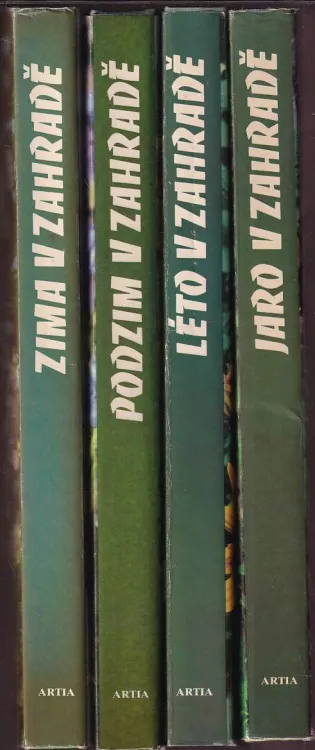 ZIMA V ZAHRADĚ
ARTIA
PODZIM V ZAHRADĚ
ARTIA
LÉTO V ZAHRADĚ
ARTIA
JARO V ZAHRADĚ
ARTIA